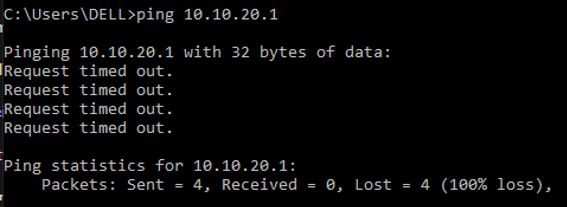 C:\Users\DELL>ping 10.10.20.1
Pinging 10.10.20.1 with 32 bytes of data:
Request timed out.
Request timed out.
Request timed out.
Request timed out.
Ping statistics for 10.10.20.1:
    Packets: Sent = 4, Received = 0, Lost = 4 (100% loss),